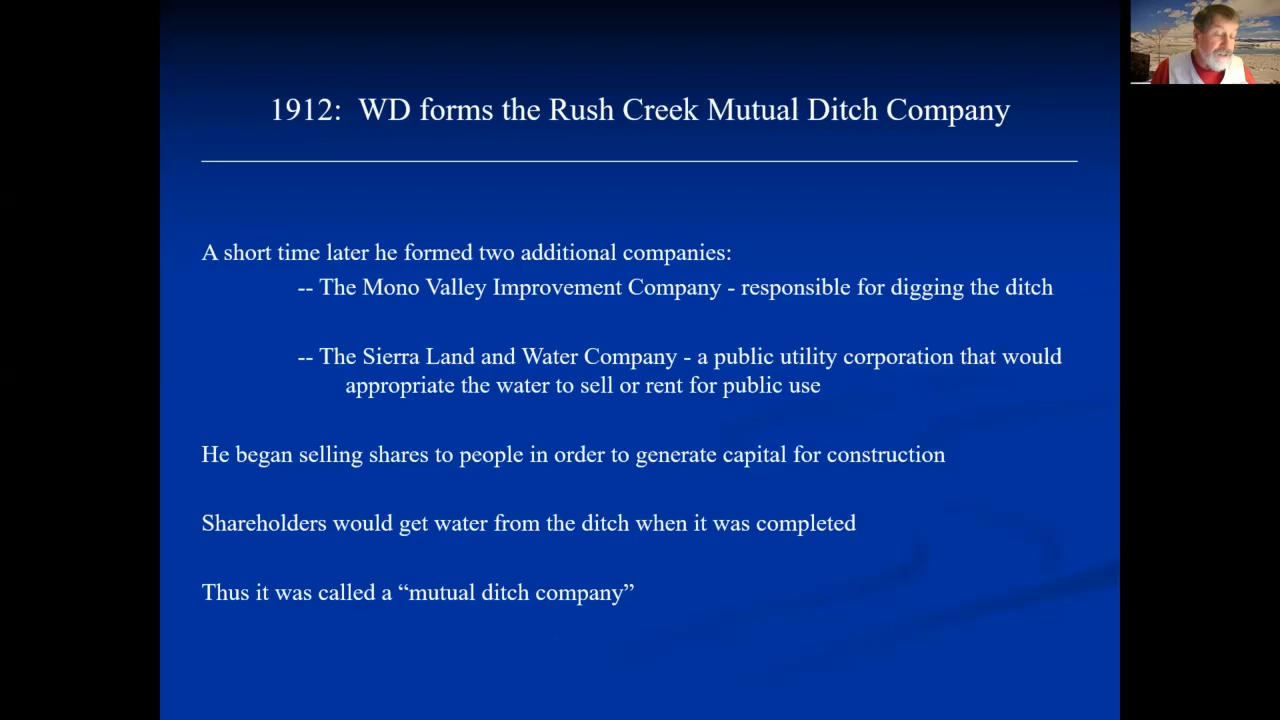 1912:  WD forms the Rush Creek Mutual Ditch Company
A short time later he formed two additional companies:
-- The Mono Valley Improvement Company - responsible for digging the ditch
-- The Sierra Land and Water Company - a public utility corporation that would
appropriate the water to sell or rent for public use
He began selling shares to people in order to generate capital for construction
Shareholders would get water from the ditch when it was completed
Thus it was called a “mutual ditch company”